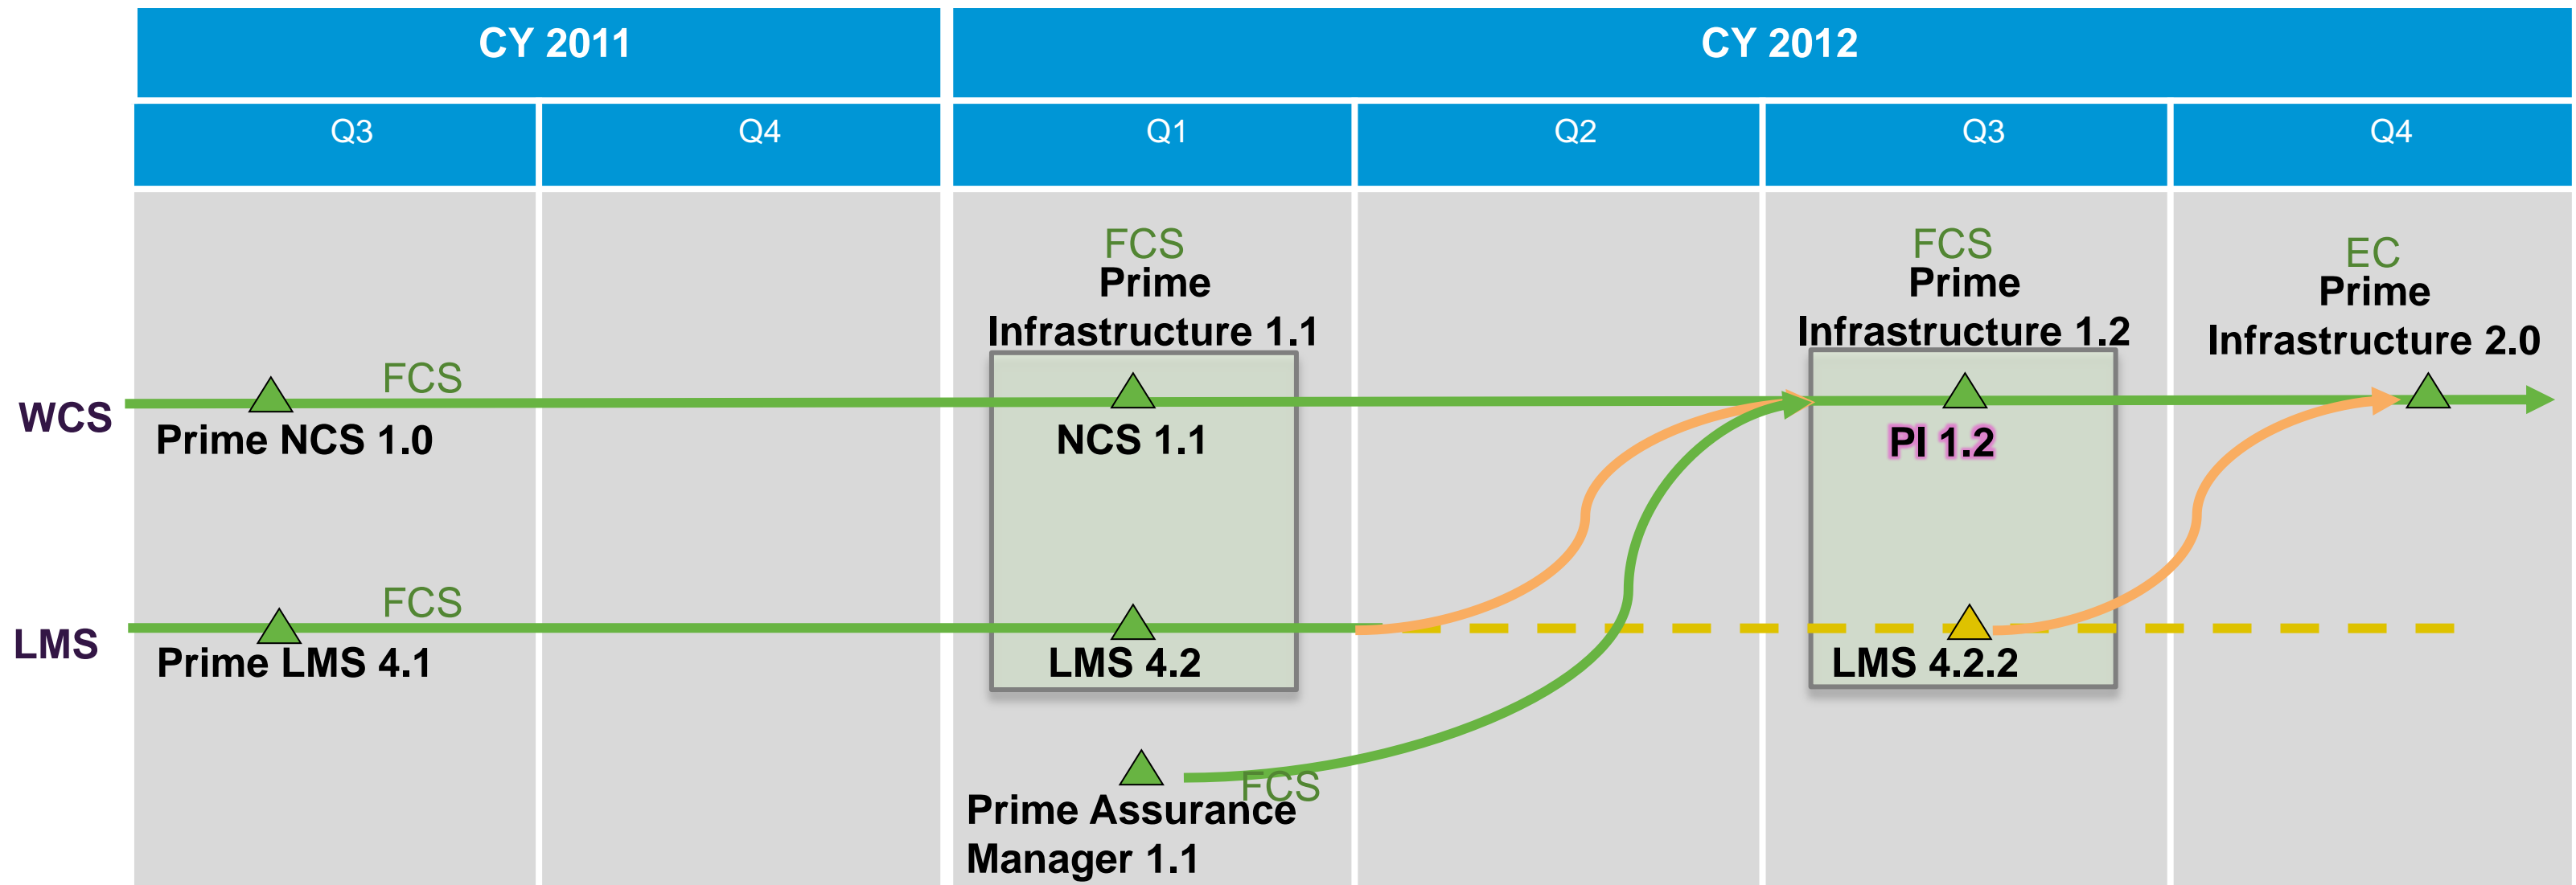 CY 2011
CY 2012
Q3
Q4
Q1
Q2
Q3
Q4
FCS
Prime
Infrastructure 1.1
FCS
Prime
Infrastructure 1.2
EC
Prime
Infrastructure 2.0
WCS
FCS
Prime NCS 1.0
NCS 1.1
PI 1.2
LMS
FCS
Prime LMS 4.1
LMS 4.2
LMS 4.2.2
FCS
Prime Assurance
Manager 1.1